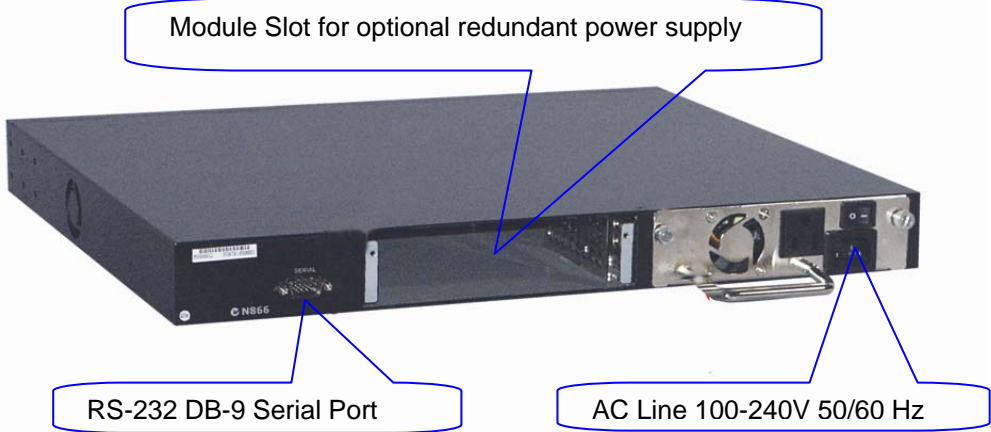 Module Slot for optional redundant power supply
SERIAL
N866
RS-232 DB-9 Serial Port
AC Line 100-240V 50/60 Hz